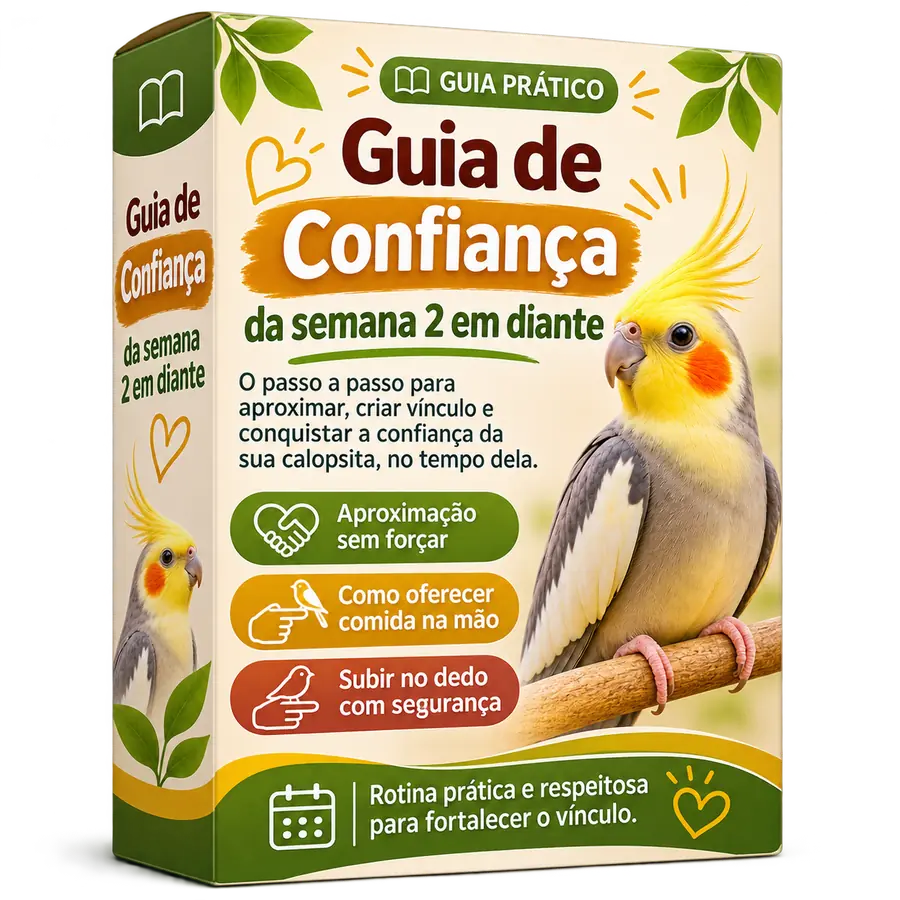 GUIA PRÁTICO
Guia de
Confiança
da semana 2 em diante
O passo a passo para
aproximar, criar vínculo e
conquistar a confiança da
sua calopsita, no tempo dela.
Aproximação
sem forçar
Como oferecer
comida na mão
Subir no dedo
com segurança
Rotina prática e respeitosa
para fortalecer o vínculo.
Guia de
Confiança
da semana
2 em diante